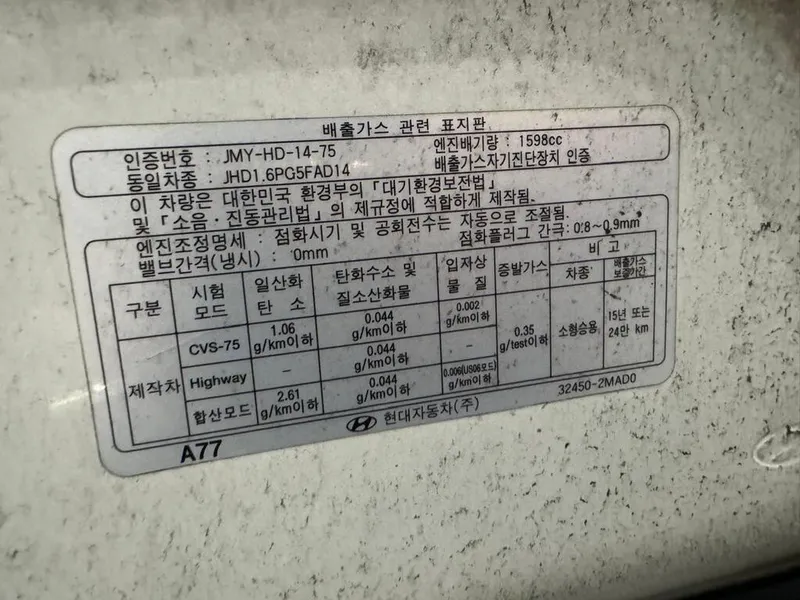 배출가스 관련 표지판
인증번호 : JMY-HD-14-75 엔진배기량 : 1598cc
동일차종 : JHD1.6PG5FAD14 배출가스자기진단장치 인증
이 차량은 대한민국 환경부의 「대기환경보전법」
및 「소음·진동관리법」의 제규정에 적합하게 제작됨.
엔진조정명세 : 점화시기 및 공회전수는 자동으로 조절됨.
밸브간격(냉시) : 0mm 점화플러그 간극: 0.8~0.9mm
구분 시험 모드 일산화 탄소 탄화수소 및 질소산화물 입자상 물질 증발가스 비고
차종 배출가스 보증기간
제작차 CVS-75 1.06 g/km이하 0.044 g/km이하 0.002 g/km이하 0.35 g/test이하 소형승용 15년 또는 24만 km
Highway – 0.044 g/km이하 –
합산모드 2.61 g/km이하 0.044 g/km이하 0.006(US06모드) g/km이하
A77 현대자동차(주) 32450-2MAD0